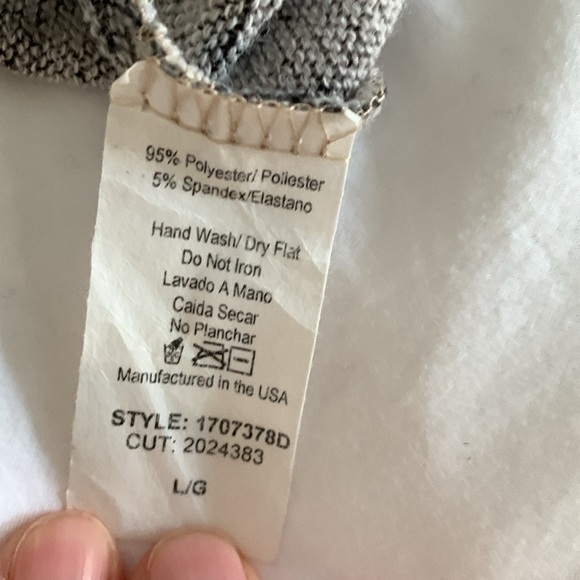 95% Polyester/ Poliester
5% Spandex/Elastano
Hand Wash/ Dry Flat
Do Not Iron
Lavado A Mano
Caida Secar
No Planchar
Manufactured in the USA
STYLE: 1707378D
CUT: 2024383
L/G